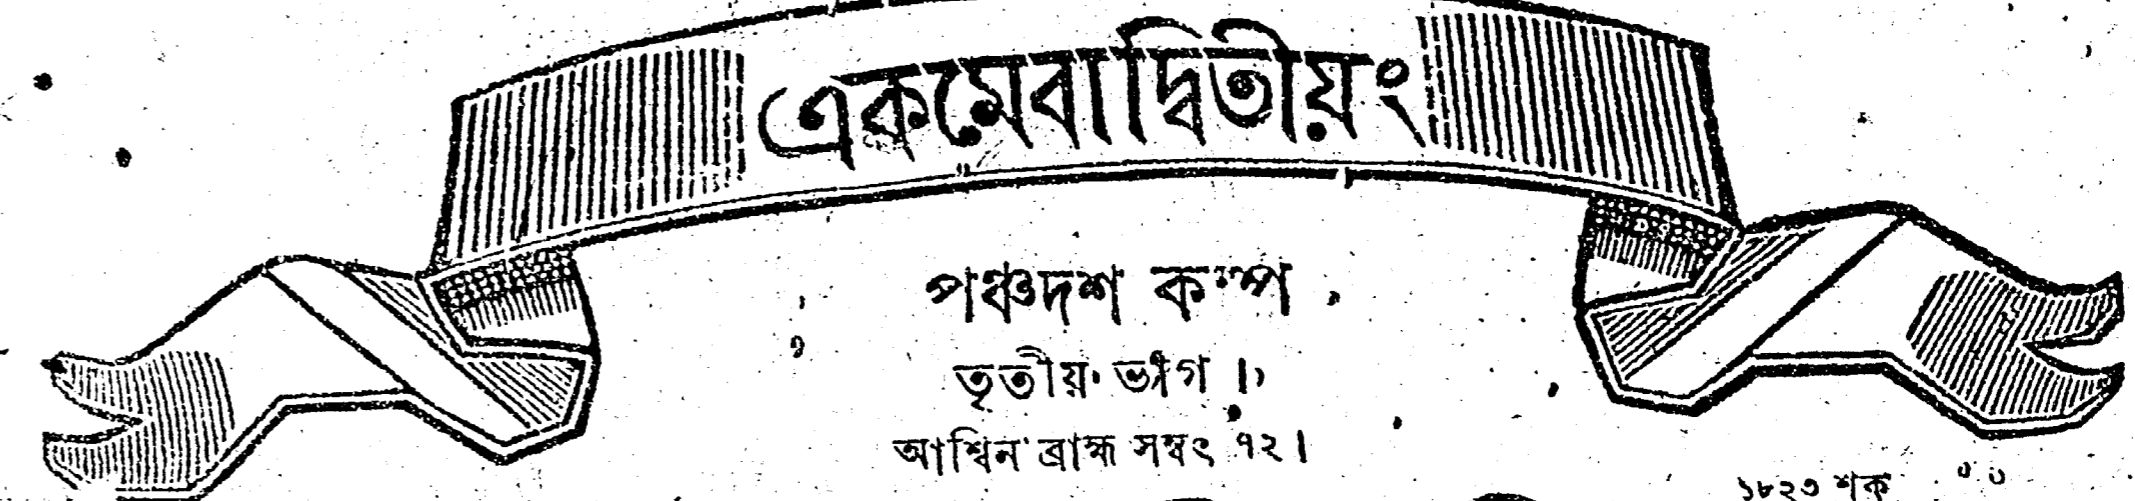 একমেবাদ্বিতীয়ং
পঞ্চদশ কল্প
তৃতীয় ভাগ ।
আশ্বিন ব্রাহ্ম সম্বৎ ৭২ ।
১৮২৩ শক